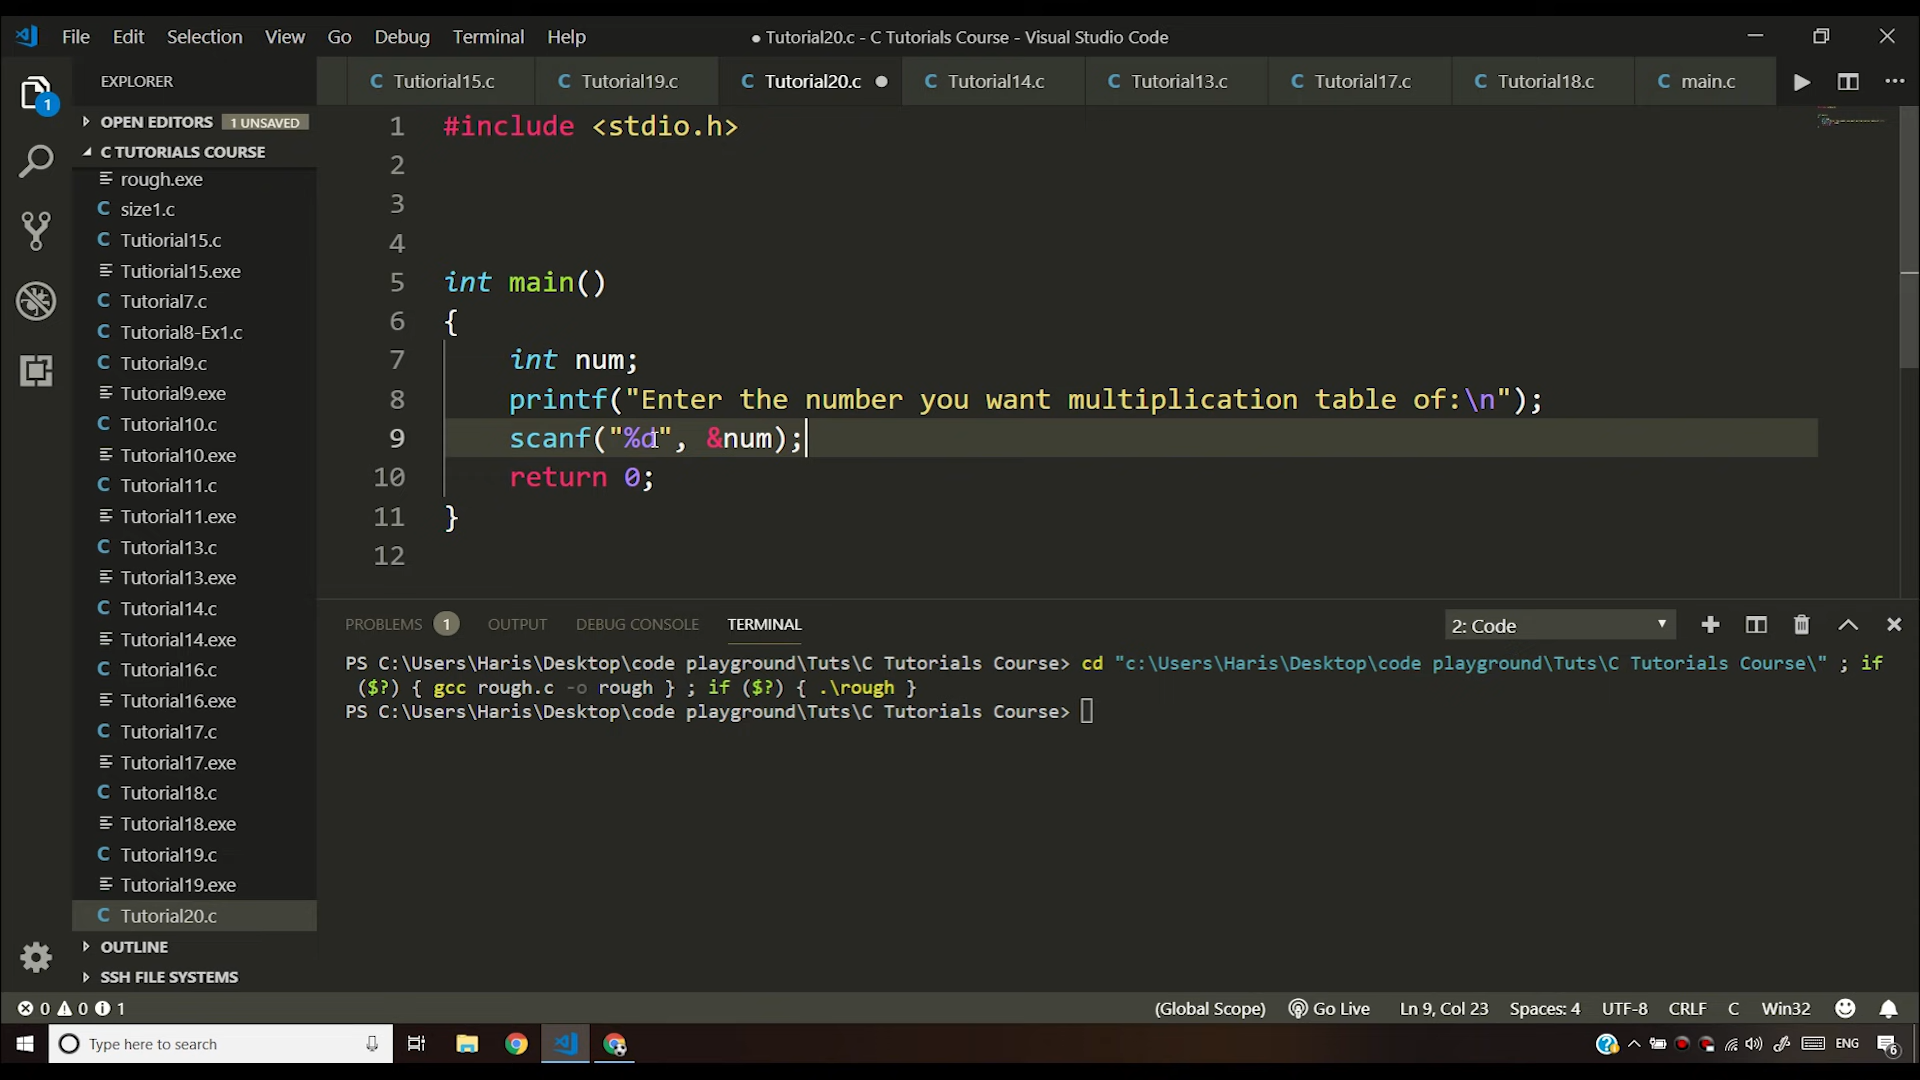 File Edit Selection View Go Debug Terminal Help
● Tutorial20.c - C Tutorials Course - Visual Studio Code
1
EXPLORER
C Tutiorial15.c
C Tutorial19.c
C Tutorial20.c ●
C Tutorial14.c
C Tutorial13.c
C Tutorial17.c
C Tutorial18.c
C main.c
OPEN EDITORS 1 UNSAVED
C TUTORIALS COURSE
rough.exe
C size1.c
C Tutiorial15.c
Tutiorial15.exe
C Tutorial7.c
C Tutorial8-Ex1.c
C Tutorial9.c
Tutorial9.exe
C Tutorial10.c
Tutorial10.exe
C Tutorial11.c
Tutorial11.exe
C Tutorial13.c
Tutorial13.exe
C Tutorial14.c
Tutorial14.exe
C Tutorial16.c
Tutorial16.exe
C Tutorial17.c
Tutorial17.exe
C Tutorial18.c
Tutorial18.exe
C Tutorial19.c
Tutorial19.exe
C Tutorial20.c
OUTLINE
SSH FILE SYSTEMS
1 #include <stdio.h>
2
3
4
5 int main()
6 {
7 int num;
8 printf("Enter the number you want multiplication table of:\n");
9 scanf("%d", &num);
10 return 0;
11 }
12
PROBLEMS 1 OUTPUT DEBUG CONSOLE TERMINAL
2: Code
PS C:\Users\Haris\Desktop\code playground\Tuts\C Tutorials Course> cd "c:\Users\Haris\Desktop\code playground\Tuts\C Tutorials Course\" ; if
($?) { gcc rough.c -o rough } ; if ($?) { .\rough }
PS C:\Users\Haris\Desktop\code playground\Tuts\C Tutorials Course>
0 0 1
(Global Scope) Go Live Ln 9, Col 23 Spaces: 4 UTF-8 CRLF C Win32
Type here to search
ENG
6